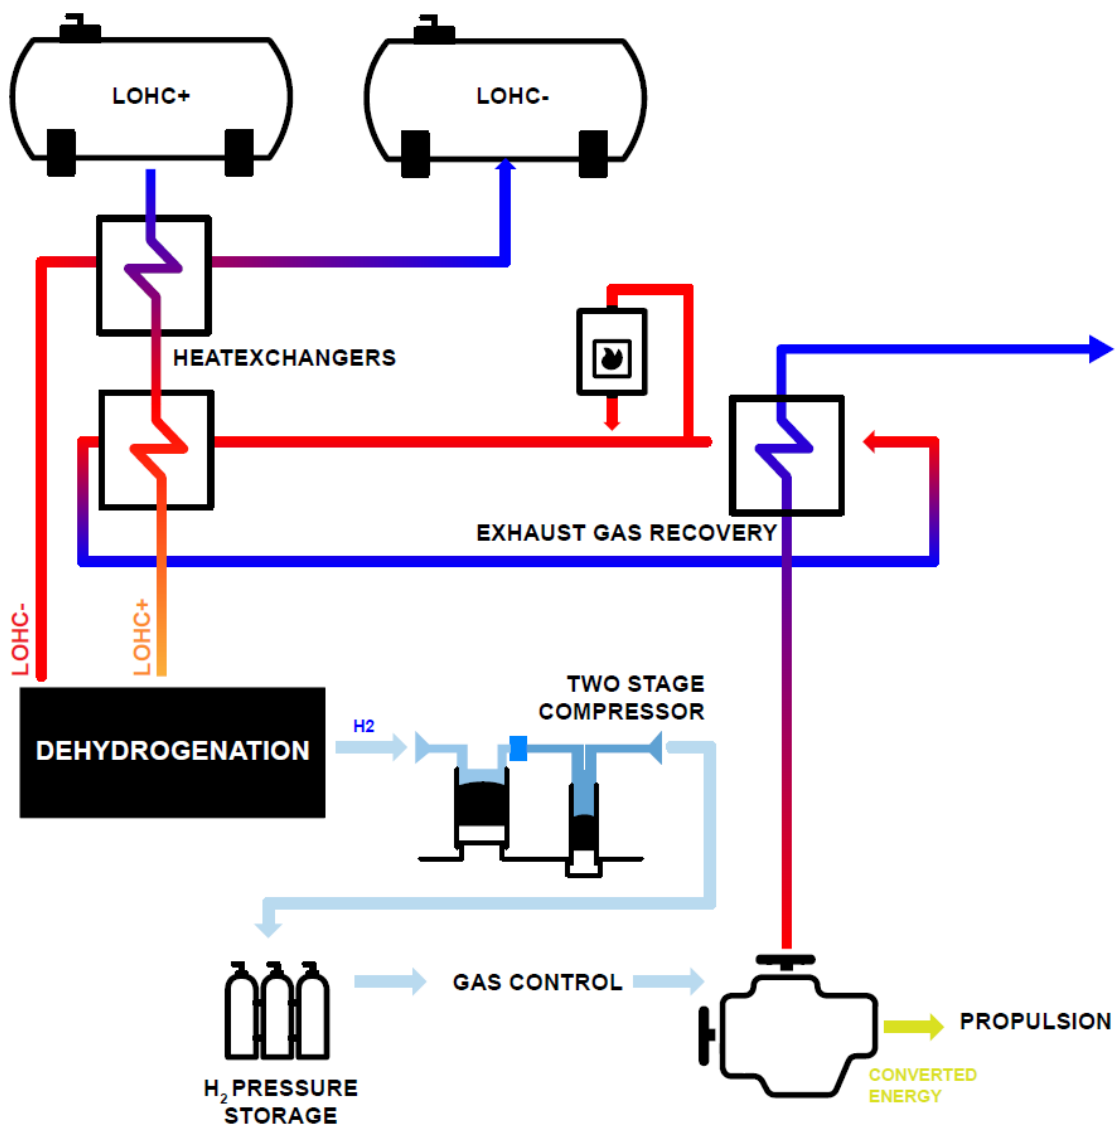 LOHC+
LOHC-
HEATEXCHANGERS
EXHAUST GAS RECOVERY
LOHC-
LOHC+
TWO STAGE
COMPRESSOR
H2
DEHYDROGENATION
GAS CONTROL
PROPULSION
CONVERTED
ENERGY
H₂ PRESSURE
STORAGE